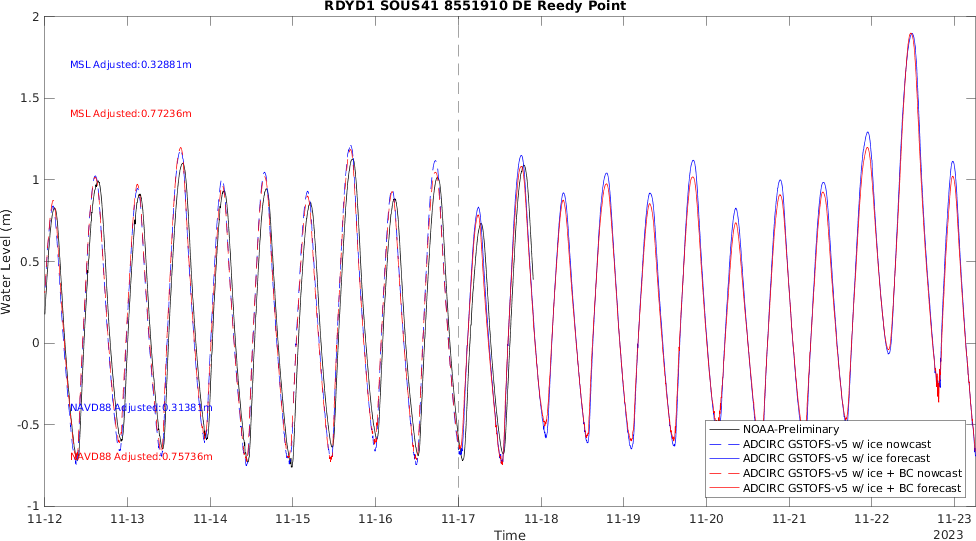 RDYD1 SOUS41 8551910 DE Reedy Point
2
1.5
1
0.5
0
-0.5
-1
Water Level (m)
MSL Adjusted:0.32881m
MSL Adjusted:0.77236m
NAVD88 Adjusted:0.31381m
NAVD88 Adjusted:0.75736m
NOAA-Preliminary
ADCIRC GSTOFS-v5 w/ ice nowcast
ADCIRC GSTOFS-v5 w/ ice forecast
ADCIRC GSTOFS-v5 w/ ice + BC nowcast
ADCIRC GSTOFS-v5 w/ ice + BC forecast
11-12 11-13 11-14 11-15 11-16 11-17 11-18 11-19 11-20 11-21 11-22 11-23
2023
Time